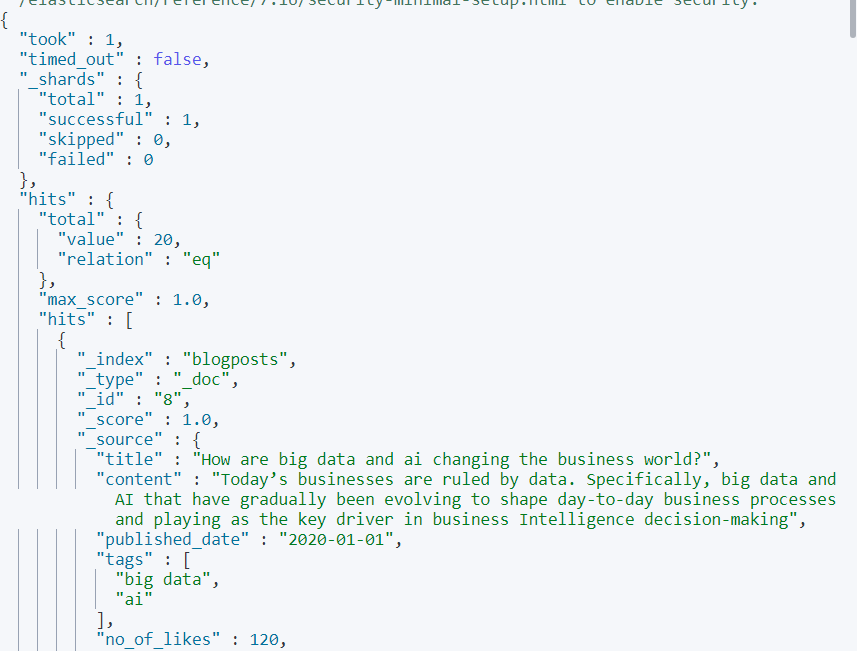 /elasticsearch/reference/7.16/security-minimal-setup.html to enable security.
{
"took" : 1,
"timed_out" : false,
"_shards" : {
"total" : 1,
"successful" : 1,
"skipped" : 0,
"failed" : 0
},
"hits" : {
"total" : {
"value" : 20,
"relation" : "eq"
},
"max_score" : 1.0,
"hits" : [
{
"_index" : "blogposts",
"_type" : "_doc",
"_id" : "8",
"_score" : 1.0,
"_source" : {
"title" : "How are big data and ai changing the business world?",
"content" : "Today’s businesses are ruled by data. Specifically, big data and
AI that have gradually been evolving to shape day-to-day business processes
and playing as the key driver in business Intelligence decision-making",
"published_date" : "2020-01-01",
"tags" : [
"big data",
"ai"
],
"no_of_likes" : 120,